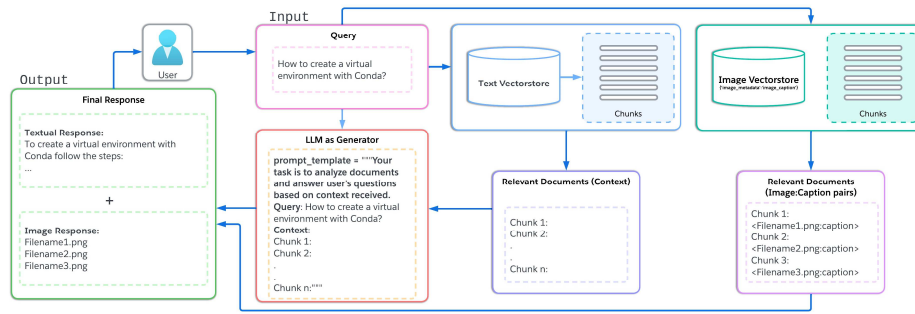 Input
Query
How to create a virtual
environment with Conda?
User
Text Vectorstore
Chunks
Image Vectorstore
{'image_metadata':'image_caption'}
Chunks
Output
Final Response
Textual Response:
To create a virtual environment with
Conda follow the steps:
...
+
Image Response:
Filename1.png
Filename2.png
Filename3.png
LLM as Generator
prompt_template = """Your
task is to analyze documents
and answer user's questions
based on context received.
Query: How to create a virtual
environment with Conda?
Context:
Chunk 1:
Chunk 2:
.
.
Chunk n:"""
Relevant Documents (Context)
Chunk 1:
Chunk 2:
.
.
Chunk n:
Relevant Documents
(Image:Caption pairs)
Chunk 1:
<Filename1.png:caption>
Chunk 2:
<Filename2.png:caption>
Chunk 3:
<Filename3.png:caption>